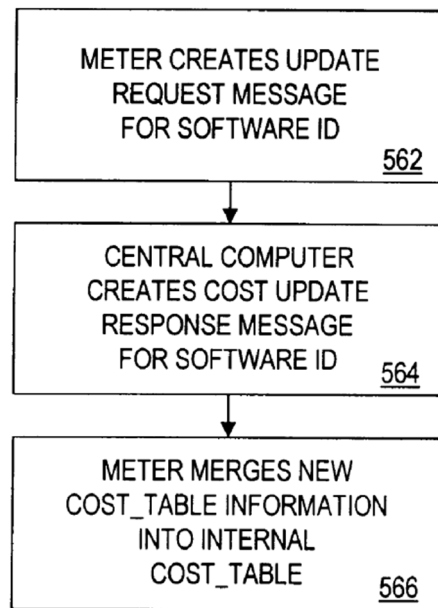 METER CREATES UPDATE
REQUEST MESSAGE
FOR SOFTWARE ID
562
CENTRAL COMPUTER
CREATES COST UPDATE
RESPONSE MESSAGE
FOR SOFTWARE ID
564
METER MERGES NEW
COST_TABLE INFORMATION
INTO INTERNAL
COST_TABLE
566